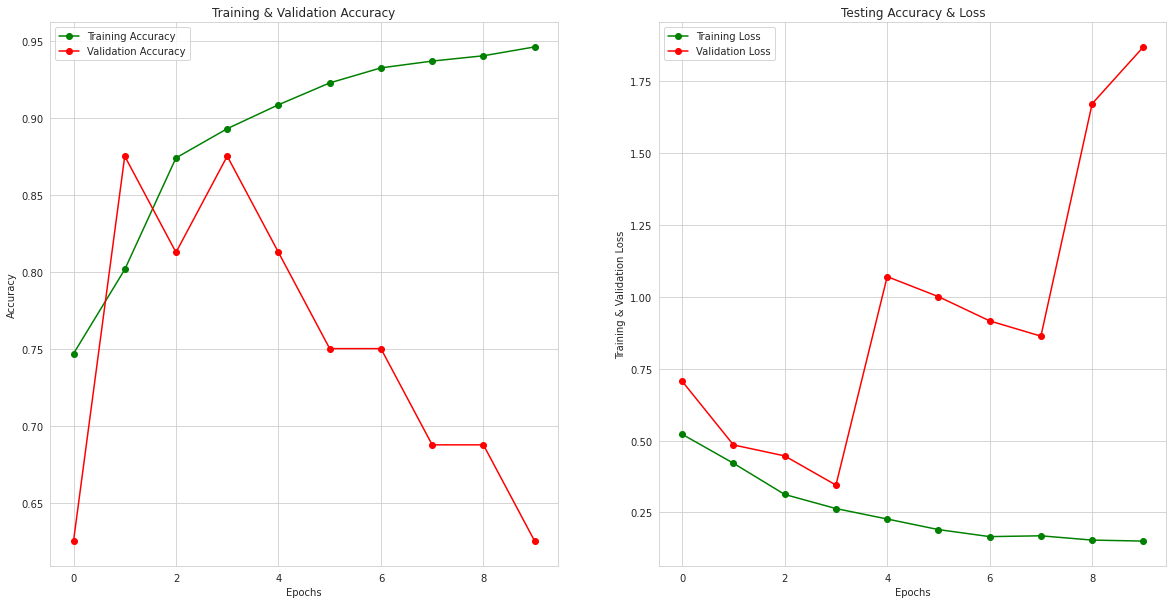 Training & Validation Accuracy
Training Accuracy
Validation Accuracy
0.95
0.90
0.85
0.80
0.75
0.70
0.65
Accuracy
0
2
4
6
8
Epochs
Testing Accuracy & Loss
Training Loss
Validation Loss
1.75
1.50
1.25
1.00
0.75
0.50
0.25
Training & Validation Loss
0
2
4
6
8
Epochs